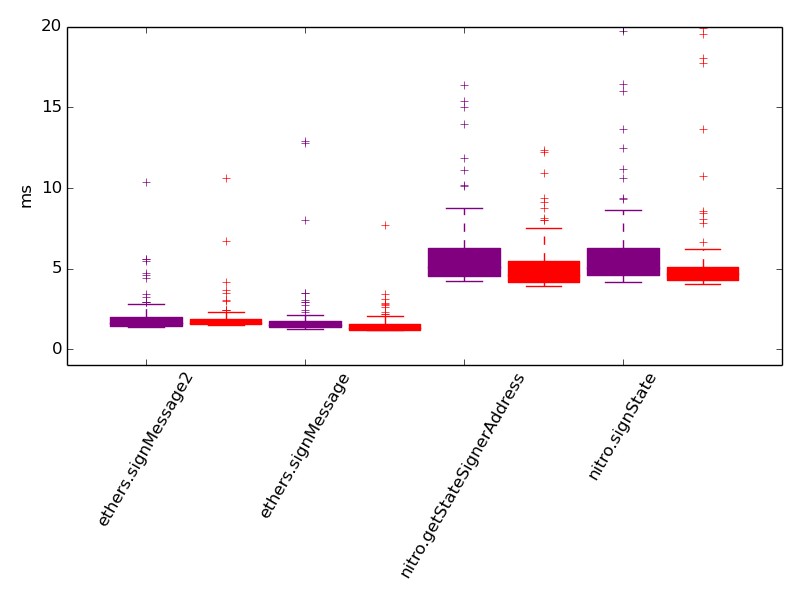 20
15
10
5
0
ms
ethers.signMessage2
ethers.signMessage
nitro.getStateSignerAddress
nitro.signState